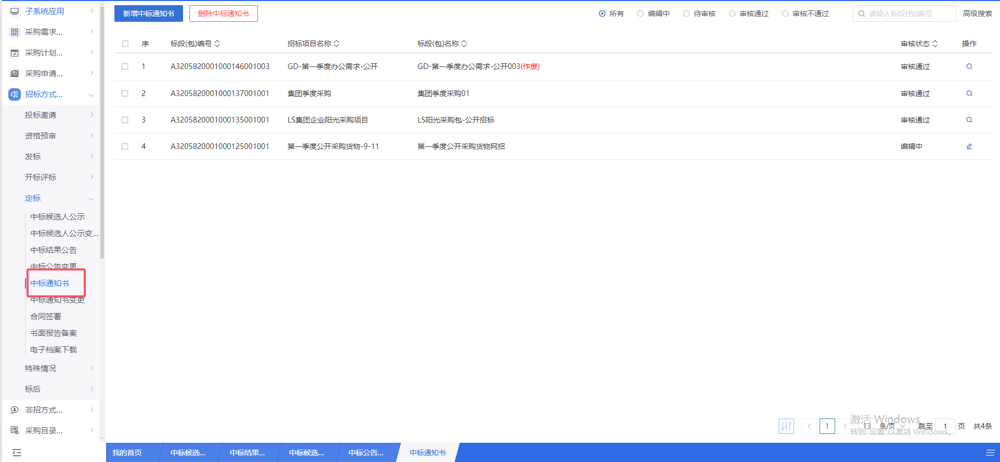 子系统应用
采购需求...
采购计划...
采购申请...
招标方式...
投标邀请
资格预审
发标
开标评标
定标
中标候选人公示
中标候选人公示变...
中标结果公告
中标公告变更
中标通知书
中标通知书变更
合同签署
书面报告备案
电子档案下载
特殊情况
标后
非招方式...
采购目录...
新增中标通知书 删除中标通知书 所有 编辑中 待审核 审核通过 审核不通过 请输入标段(包)编号 高级搜索
序 标段(包)编号 招标项目名称 标段(包)名称 审核状态 操作
1 A3205820001000146001003 GD-第一季度办公需求-公开 GD-第一季度办公需求-公开003(作废) 审核通过
2 A3205820001000137001001 集团季度采购 集团季度采购01 审核通过
3 A3205820001000135001001 LS集团企业阳光采购项目 LS阳光采购包-公开招标 审核通过
4 A3205820001000125001001 第一季度公开采购货物-9-11 第一季度公开采购货物网招 编辑中
激活 Windows
1 13 条/页 跳至 1 页 共4条
转到"设置"以激活 Windows。
我的首页 中标候选... 中标结果... 中标候选... 中标公告... 中标通知书